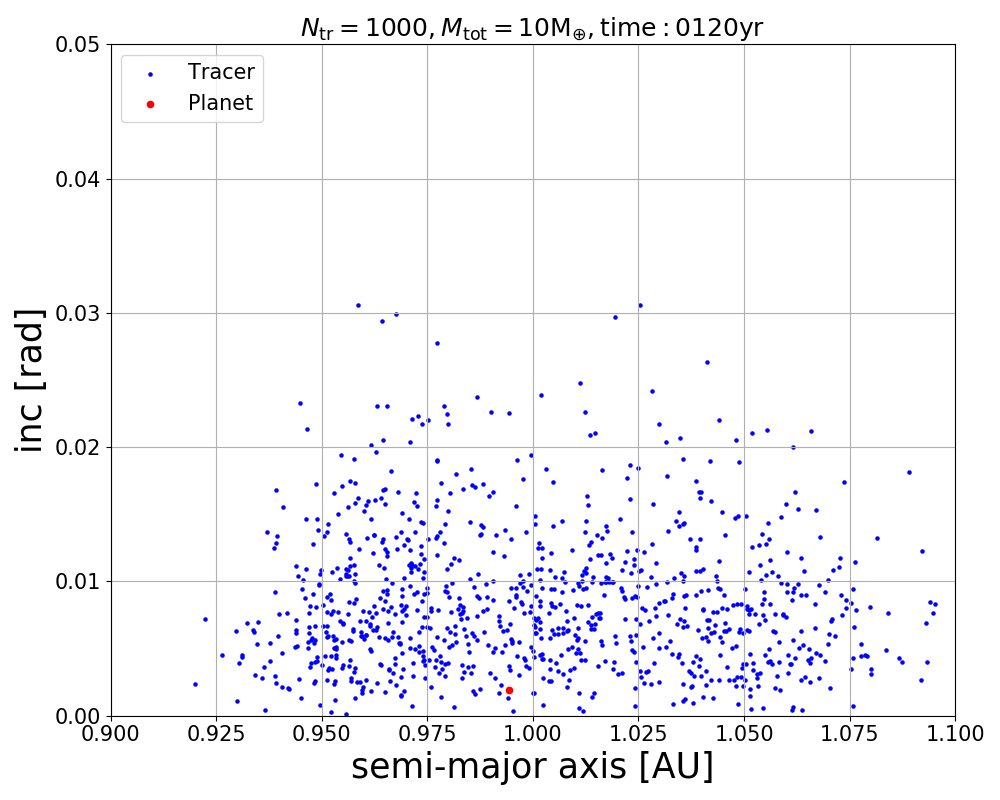 N_tr = 1000, M_tot = 10M_⊕, time : 0120yr
Tracer
Planet
0.05
0.04
0.03
0.02
0.01
0.00
inc [rad]
0.900 0.925 0.950 0.975 1.000 1.025 1.050 1.075 1.100
semi-major axis [AU]